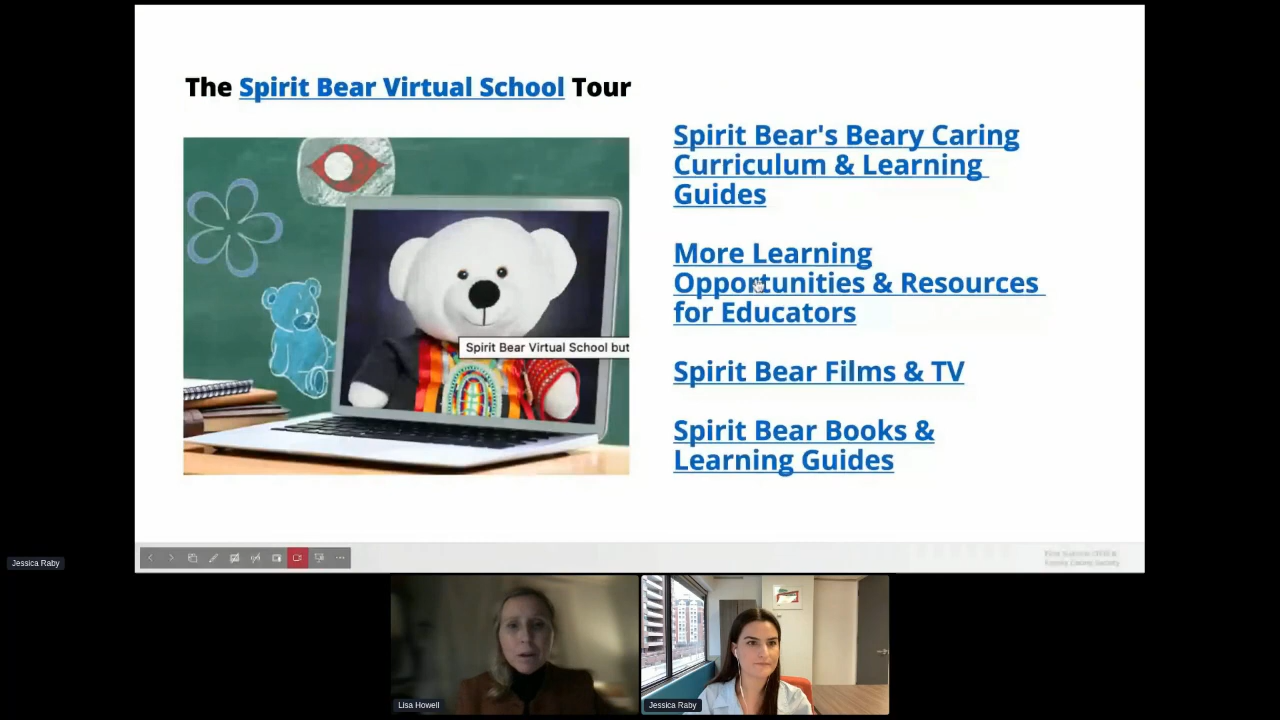 The Spirit Bear Virtual School Tour
Spirit Bear Virtual School but
Spirit Bear's Beary Caring
Curriculum & Learning
Guides
More Learning
Opportunities & Resources
for Educators
Spirit Bear Films & TV
Spirit Bear Books &
Learning Guides
Jessica Raby
Lisa Howell
Jessica Raby